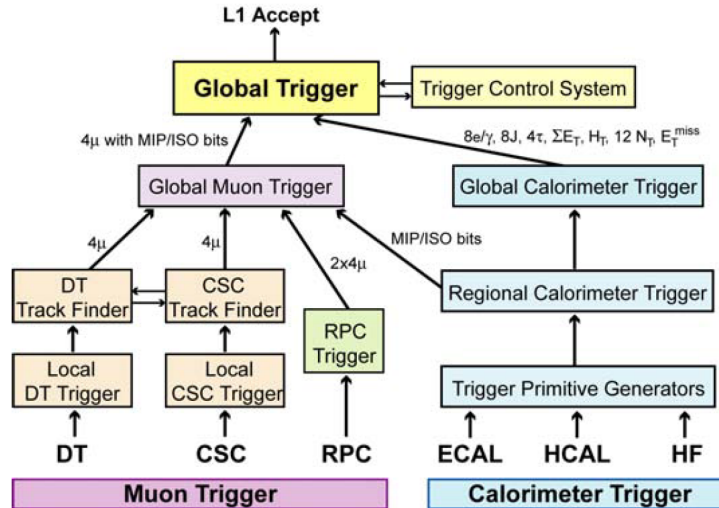 L1 Accept
Global Trigger
Trigger Control System
4μ with MIP/ISO bits
8e/γ, 8J, 4τ, ΣE_T, H_T, 12 N_T, E_T^miss
Global Muon Trigger
Global Calorimeter Trigger
4μ
4μ
2x4μ
MIP/ISO bits
DT
Track Finder
CSC
Track Finder
Regional Calorimeter Trigger
RPC
Trigger
Local
DT Trigger
Local
CSC Trigger
Trigger Primitive Generators
DT
CSC
RPC
ECAL
HCAL
HF
Muon Trigger
Calorimeter Trigger